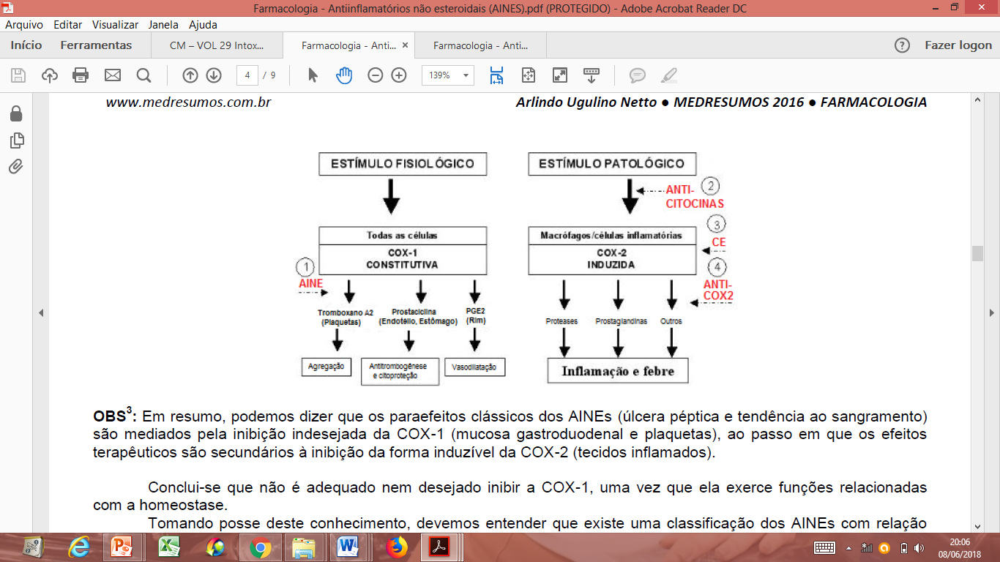 Farmacologia - Antiinflamatórios não esteroidais (AINES).pdf (PROTEGIDO) - Adobe Acrobat Reader DC
Arquivo Editar Visualizar Janela Ajuda
Início Ferramentas CM – VOL 29 Intox... Farmacologia - Anti... × Farmacologia - Anti... ? Fazer logon
4 / 9 139%
www.medresumos.com.br Arlindo Ugulino Netto ● MEDRESUMOS 2016 ● FARMACOLOGIA
ESTÍMULO FISIOLÓGICO
Todas as células
COX-1
CONSTITUTIVA
1
AINE
Tromboxano A2
(Plaquetas)
Prostaciclina
(Endotélio, Estômago)
PGE2
(Rim)
Agregação
Antitrombogênese
e citoproteção
Vasodilatação
ESTÍMULO PATOLÓGICO
2
ANTI-
CITOCINAS
Macrófagos/células inflamatórias
COX-2
INDUZIDA
3
CE
4
ANTI-
COX2
Proteases
Prostaglandinas
Outros
Inflamação e febre
OBS3: Em resumo, podemos dizer que os paraefeitos clássicos dos AINEs (úlcera péptica e tendência ao sangramento)
são mediados pela inibição indesejada da COX-1 (mucosa gastroduodenal e plaquetas), ao passo em que os efeitos
terapêuticos são secundários à inibição da forma induzível da COX-2 (tecidos inflamados).
Conclui-se que não é adequado nem desejado inibir a COX-1, uma vez que ela exerce funções relacionadas
com a homeostase.
Tomando posse deste conhecimento, devemos entender que existe uma classificação dos AINEs com relação
20:06
08/06/2018